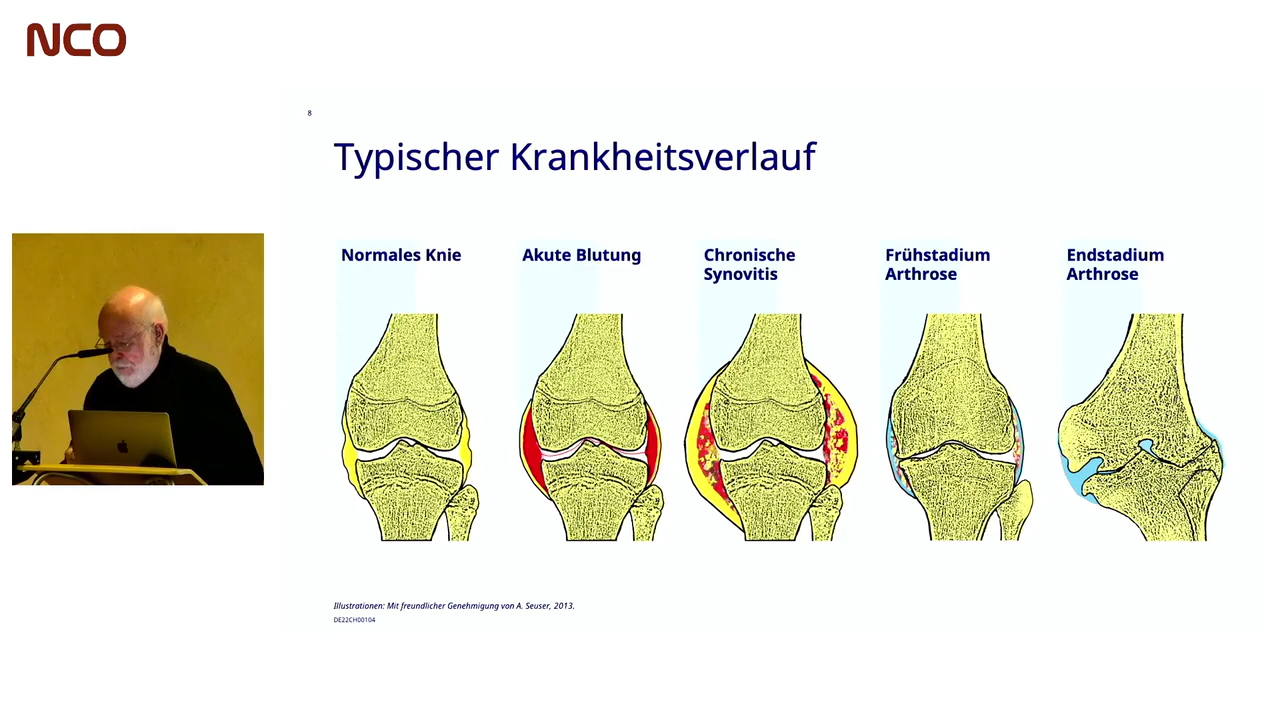 NCO
8
Typischer Krankheitsverlauf
Normales Knie
Akute Blutung
Chronische
Synovitis
Frühstadium
Arthrose
Endstadium
Arthrose
Illustrationen: Mit freundlicher Genehmigung von A. Seuser, 2013.
DE22CH00104